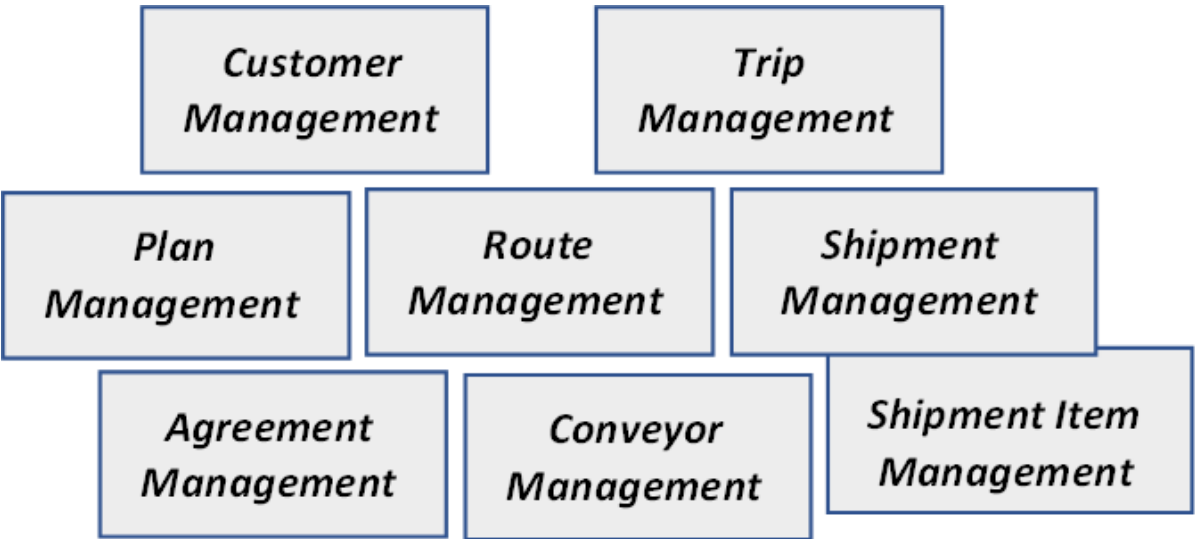 Customer
Management
Trip
Management
Plan
Management
Route
Management
Shipment
Management
Agreement
Management
Conveyor
Management
Shipment Item
Management